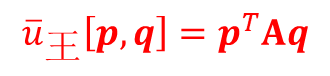 ū王[p, q] = pᵀAq